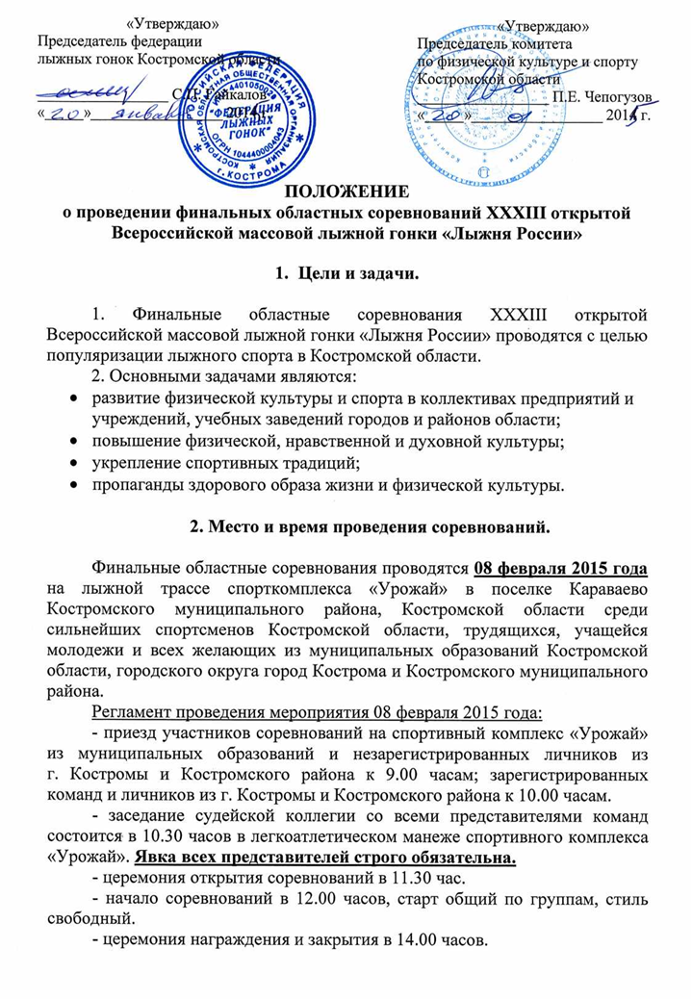 «Утверждаю»
Председатель федерации
лыжных гонок Костромской области
«20» января
«Утверждаю»
Председатель комитета
по физической культуре и спорту
Костромской области
П.Е. Чепогузов
«20» 01 2015 г.
РОССИЙСКАЯ ФЕДЕРАЦИЯ
КОСТРОМСКАЯ ОБЛАСТНАЯ ОБЩЕСТВЕННАЯ ОРГАНИЗАЦИЯ
"ФЕДЕРАЦИЯ
ЛЫЖНЫХ
ГОНОК"
ОГРН 1044400004043
г. КОСТРОМА
ПОЛОЖЕНИЕ
о проведении финальных областных соревнований XXXIII открытой
Всероссийской массовой лыжной гонки «Лыжня России»
1. Цели и задачи.
1. Финальные областные соревнования XXXIII открытой
Всероссийской массовой лыжной гонки «Лыжня России» проводятся с целью
популяризации лыжного спорта в Костромской области.
2. Основными задачами являются:
• развитие физической культуры и спорта в коллективах предприятий и
учреждений, учебных заведений городов и районов области;
• повышение физической, нравственной и духовной культуры;
• укрепление спортивных традиций;
• пропаганды здорового образа жизни и физической культуры.
2. Место и время проведения соревнований.
Финальные областные соревнования проводятся 08 февраля 2015 года
на лыжной трассе спорткомплекса «Урожай» в поселке Караваево
Костромского муниципального района, Костромской области среди
сильнейших спортсменов Костромской области, трудящихся, учащейся
молодежи и всех желающих из муниципальных образований Костромской
области, городского округа город Кострома и Костромского муниципального
района.
Регламент проведения мероприятия 08 февраля 2015 года:
- приезд участников соревнований на спортивный комплекс «Урожай»
из муниципальных образований и незарегистрированных личников из
г. Костромы и Костромского района к 9.00 часам; зарегистрированных
команд и личников из г. Костромы и Костромского района к 10.00 часам.
- заседание судейской коллегии со всеми представителями команд
состоится в 10.30 часов в легкоатлетическом манеже спортивного комплекса
«Урожай». Явка всех представителей строго обязательна.
- церемония открытия соревнований в 11.30 час.
- начало соревнований в 12.00 часов, старт общий по группам, стиль
свободный.
- церемония награждения и закрытия в 14.00 часов.